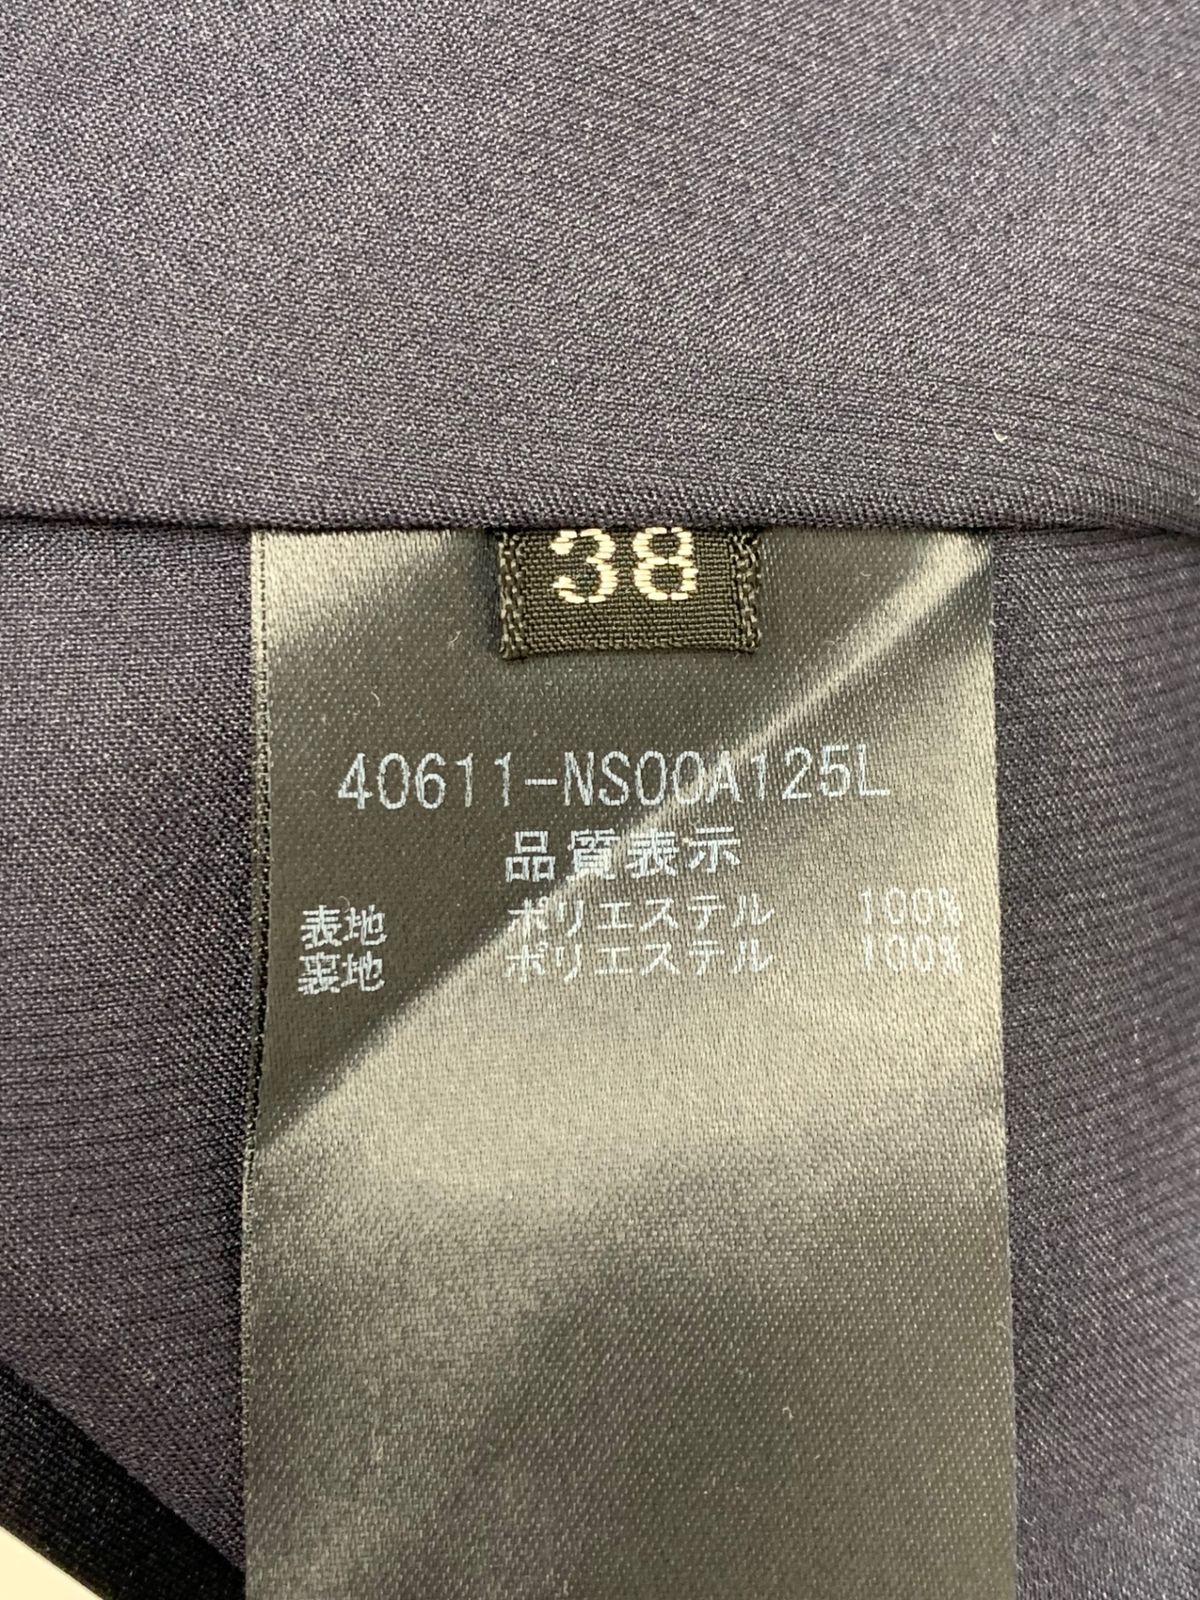 38
40611-NS00A125L
品質表示
表地 ポリエステル 100%
裏地 ポリエステル 100%